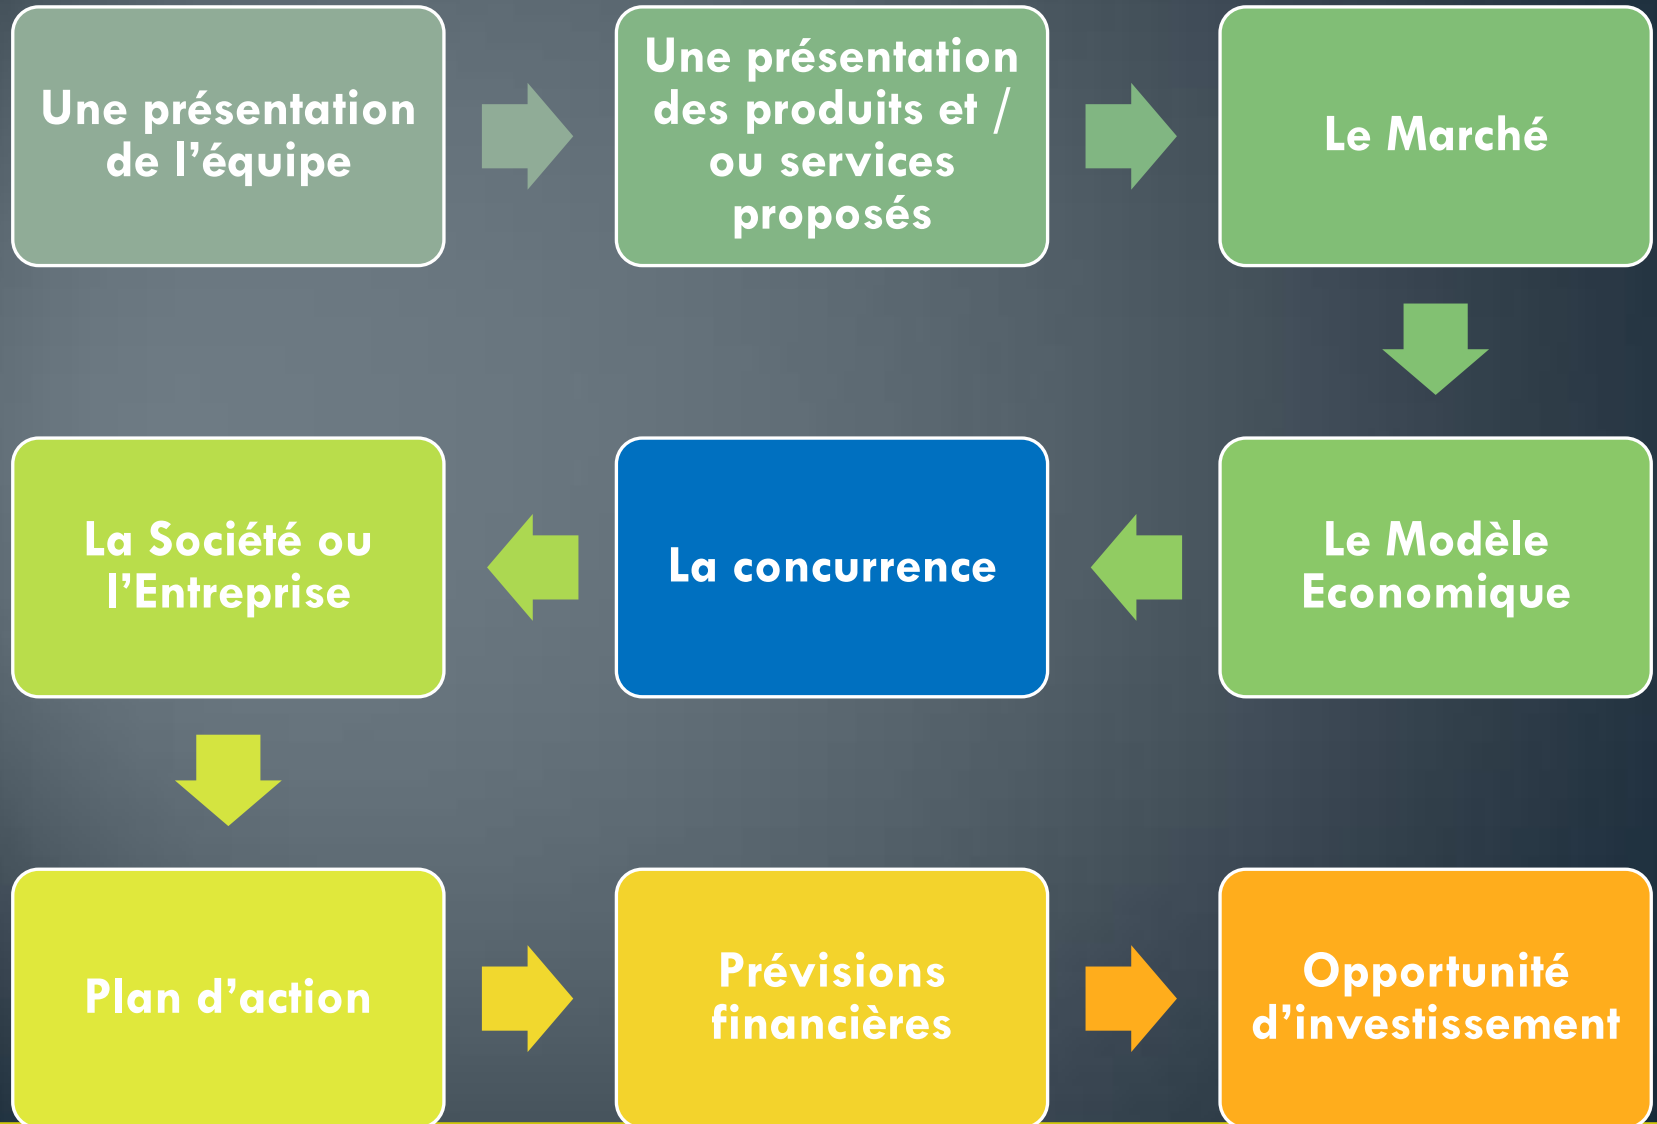 Une présentation
de l’équipe
Une présentation
des produits et /
ou services
proposés
Le Marché
Le Modèle
Economique
La concurrence
La Société ou
l’Entreprise
Plan d’action
Prévisions
financières
Opportunité
d’investissement